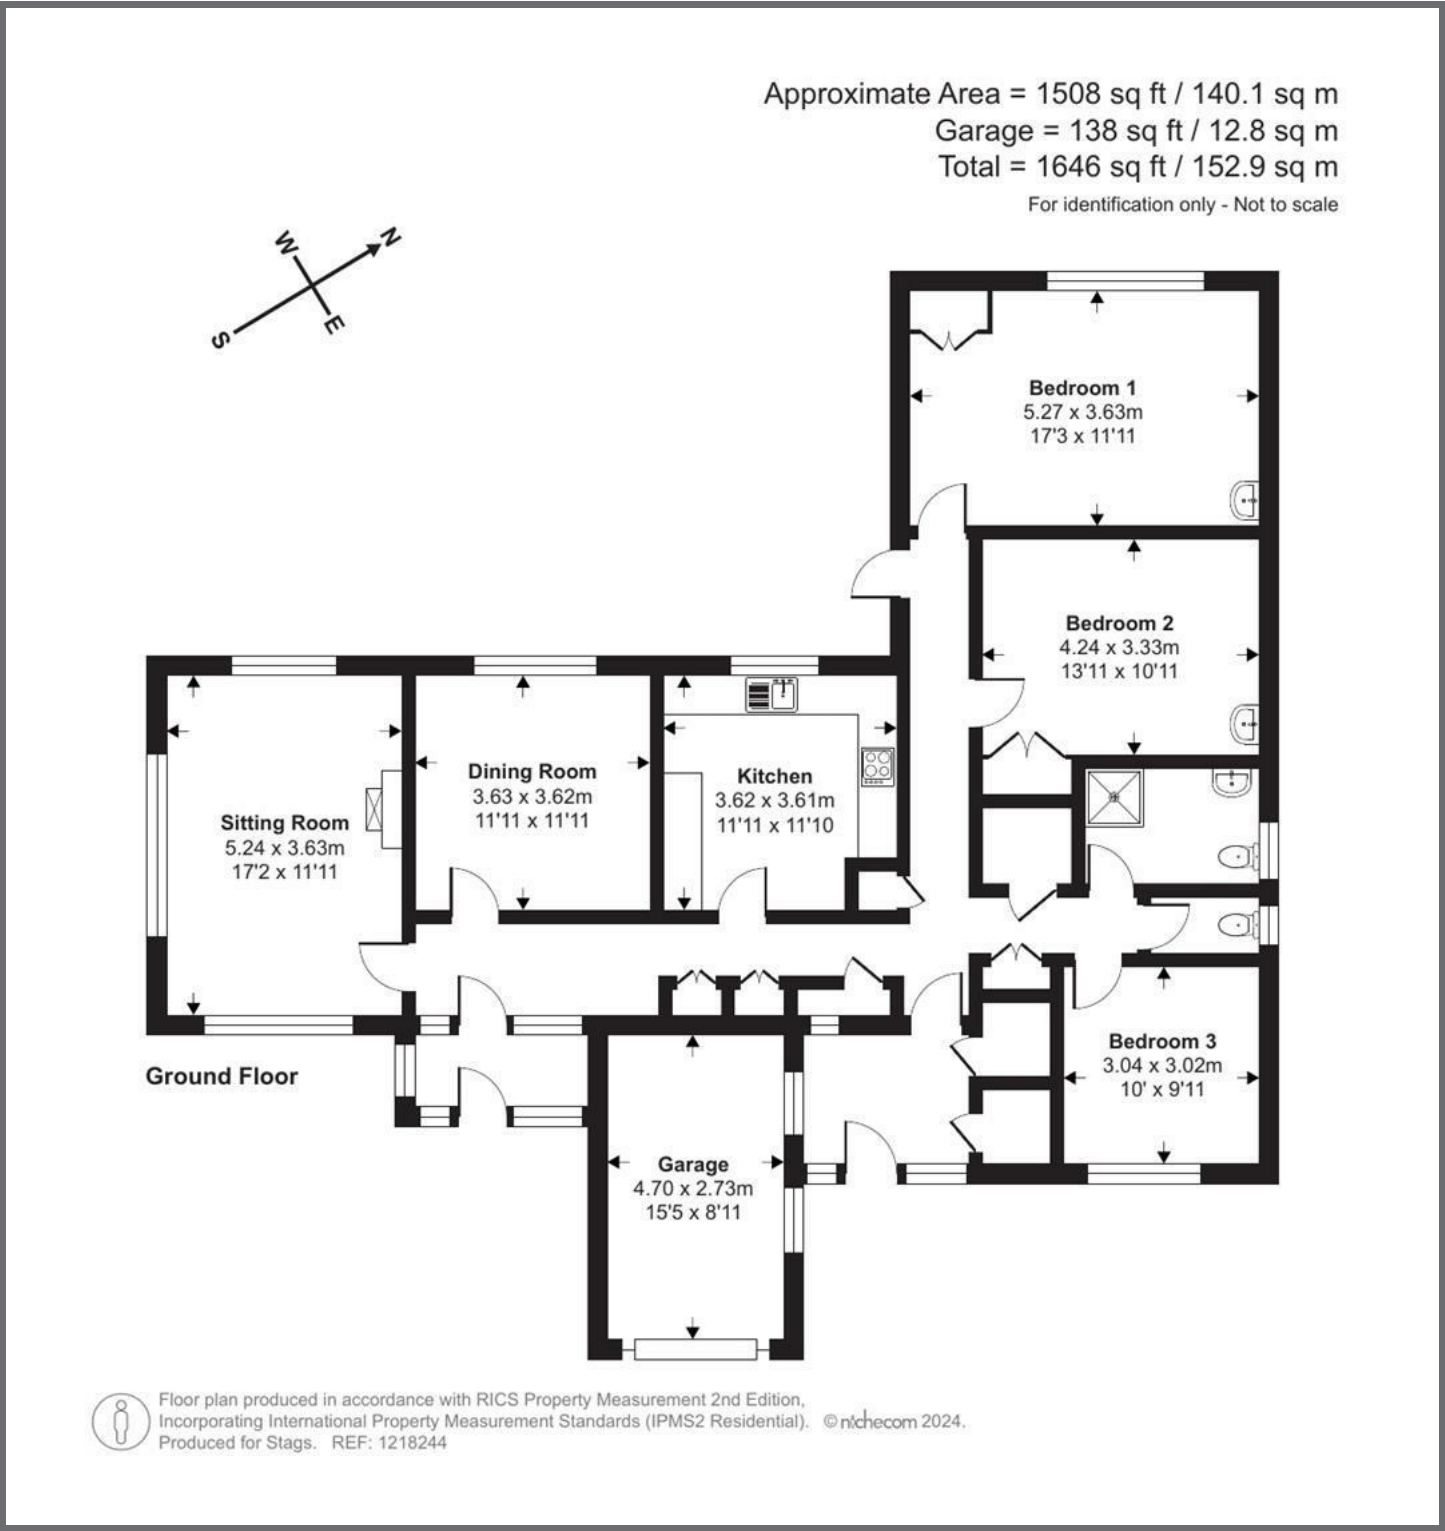 Approximate Area = 1508 sq ft / 140.1 sq m
Garage = 138 sq ft / 12.8 sq m
Total = 1646 sq ft / 152.9 sq m
For identification only - Not to scale
W
N
S
E
Bedroom 1
5.27 x 3.63m
17'3 x 11'11
Bedroom 2
4.24 x 3.33m
13'11 x 10'11
Sitting Room
5.24 x 3.63m
17'2 x 11'11
Dining Room
3.63 x 3.62m
11'11 x 11'11
Kitchen
3.62 x 3.61m
11'11 x 11'10
Bedroom 3
3.04 x 3.02m
10' x 9'11
Ground Floor
Garage
4.70 x 2.73m
15'5 x 8'11
Floor plan produced in accordance with RICS Property Measurement 2nd Edition,
Incorporating International Property Measurement Standards (IPMS2 Residential). © nichecom 2024.
Produced for Stags. REF: 1218244